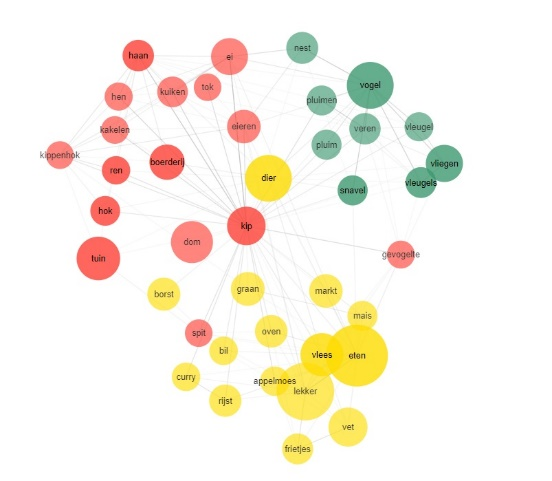 nest
haan
ei
vogel
kuiken
tok
hen
pluimen
eieren
veren
vleugel
kakelen
pluim
kippenhok
boerderij
vliegen
ren
dier
vleugels
snavel
hok
kip
dom
gevogelte
tuin
graan
markt
borst
mais
oven
spit
bil
vlees
eten
curry
appelmoes
lekker
rijst
vet
frietjes